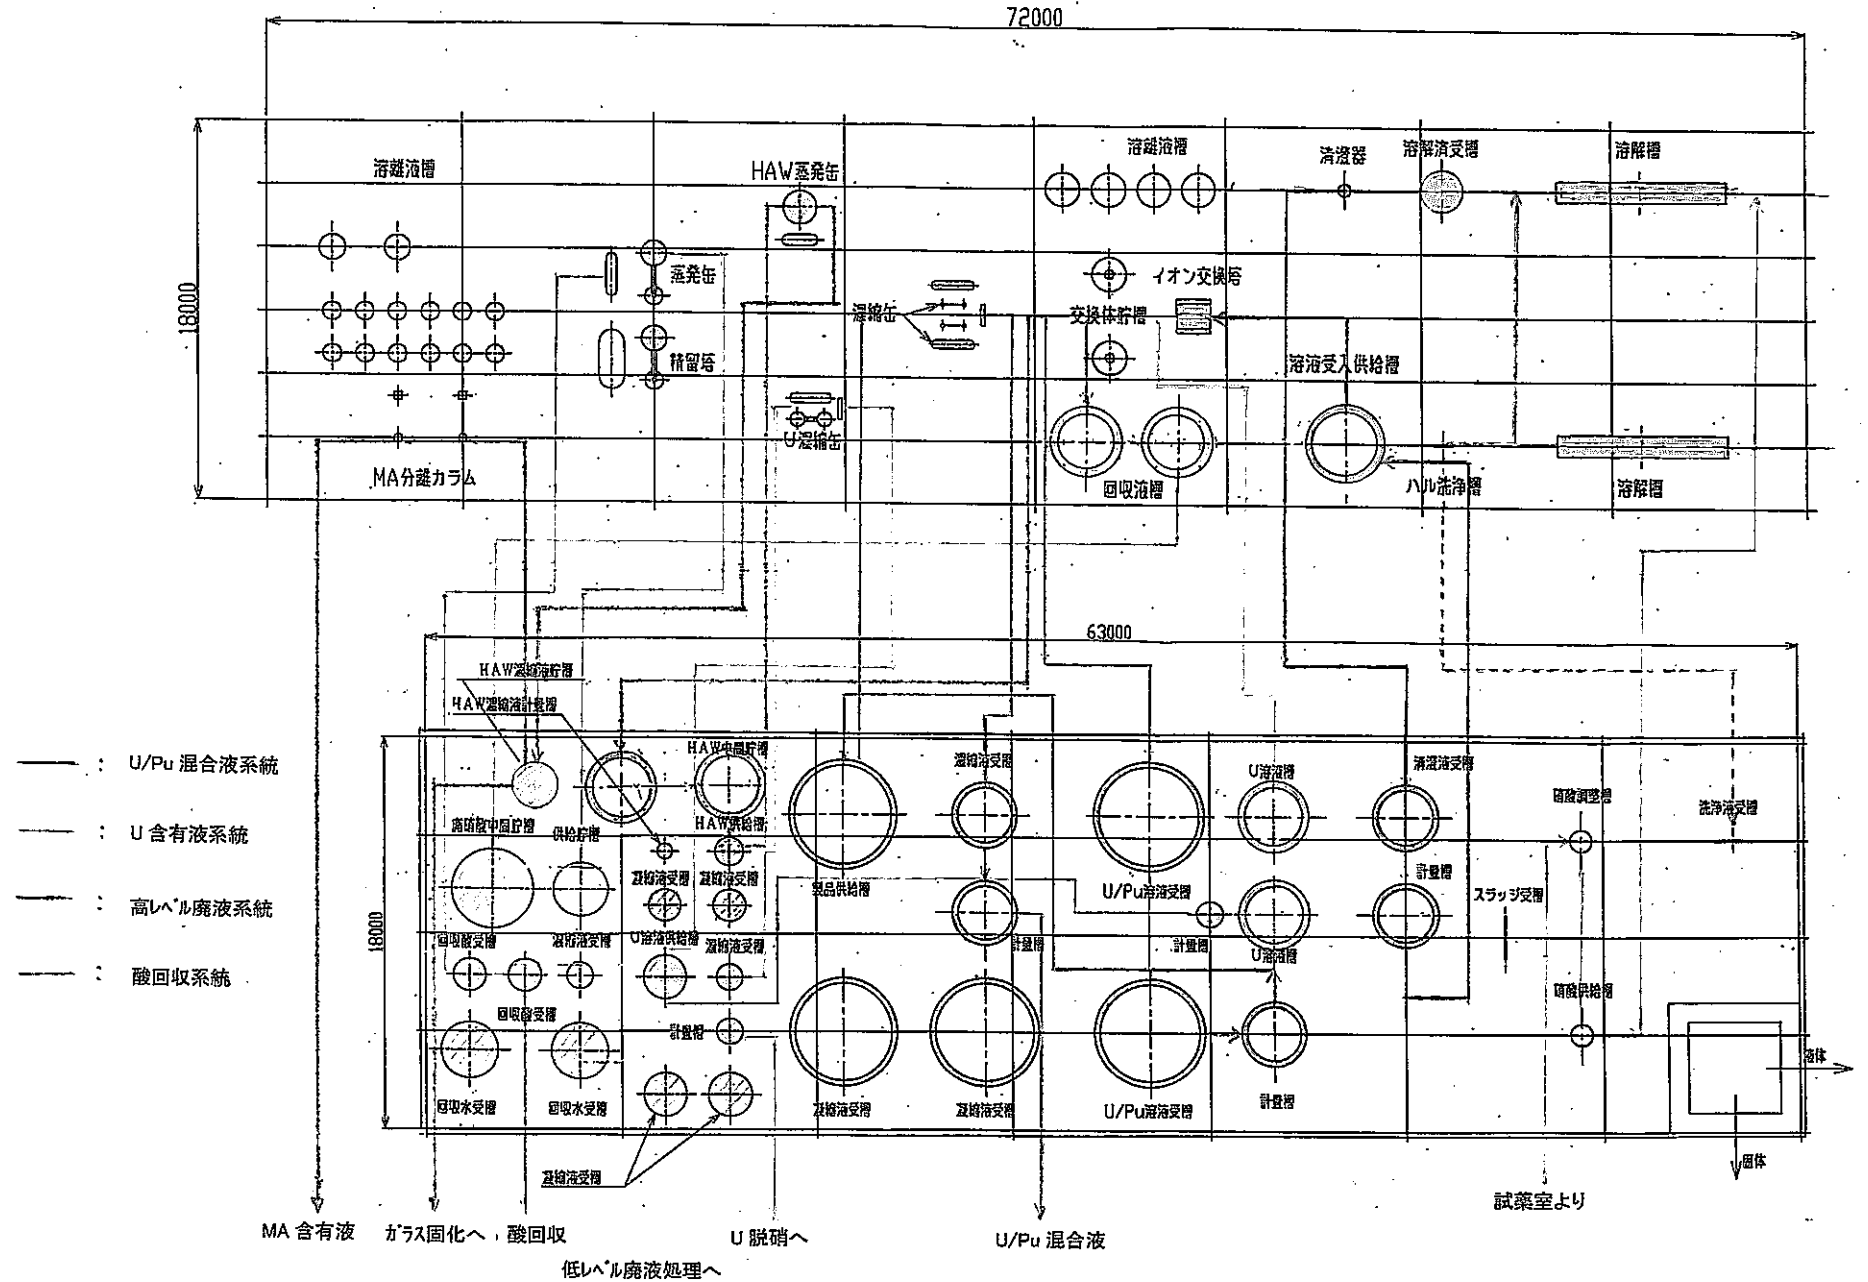 72000
溶離液槽
HAW蒸発缶
溶離液槽
清澄器
溶解済受槽
溶解槽
18000
蒸発缶
濃縮缶
イオン交換塔
交換体貯槽
精留塔
溶液受入供給槽
U濃縮缶
MA分離カラム
回収液槽
ハル洗浄槽
溶解槽
63000
HAW濃縮液貯槽
HAW濃縮液計量槽
HAW中間貯槽
濃縮液受槽
U溶液槽
清澄液受槽
硝酸調整槽
洗浄液受槽
供給貯槽
HAW供給槽
凝縮液受槽
凝縮液受槽
製品供給槽
U/Pu溶液受槽
計量槽
スラッジ受槽
18000
回収酸受槽
濃縮液受槽
U溶液供給槽
濃縮液受槽
計量槽
計量槽
U溶液槽
回収酸受槽
計量槽
硝酸供給槽
回収水受槽
回収水受槽
凝縮液受槽
凝縮液受槽
U/Pu溶液受槽
計量槽
液体
固体
凝縮液受槽
: U/Pu 混合液系統
: U 含有液系統
: 高レベル廃液系統
: 酸回収系統
MA 含有液
ガラス固化へ
酸回収
U 脱硝へ
U/Pu 混合液
試薬室より
低レベル廃液処理へ